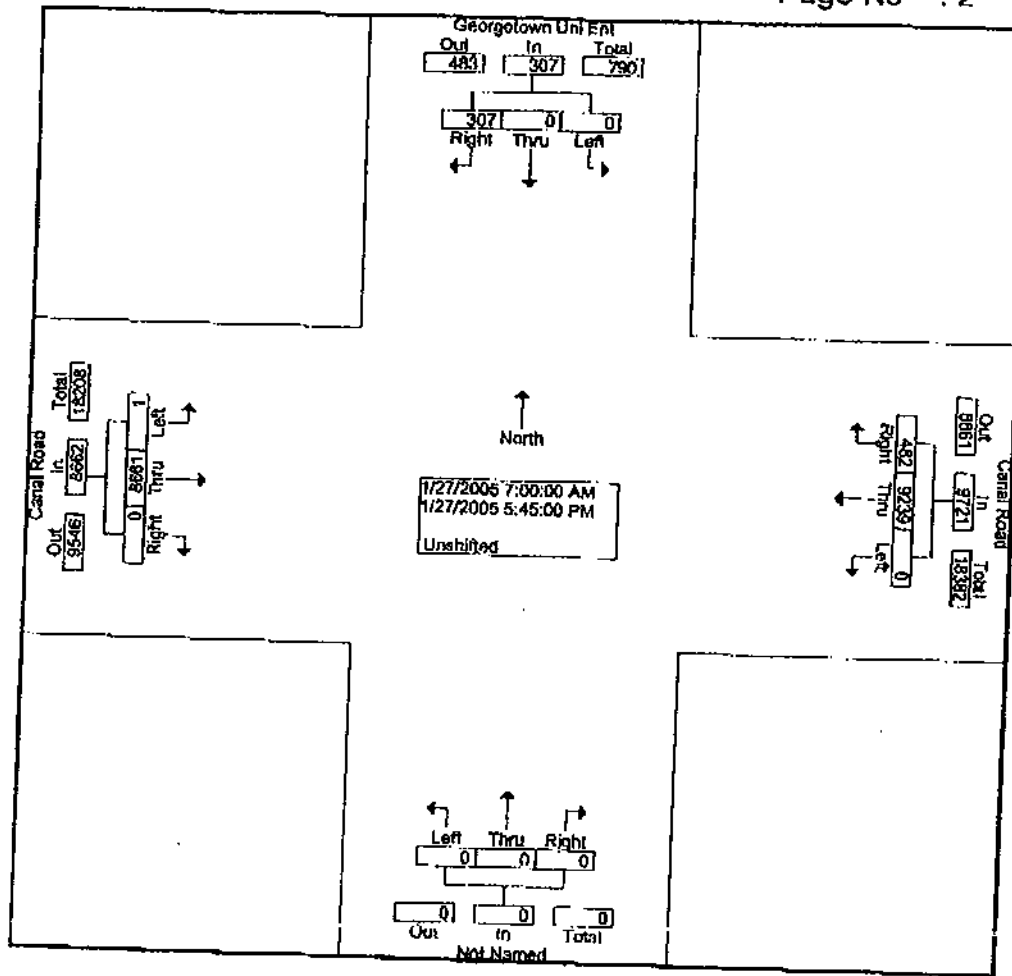 Page No : 2
Georgetown Uni Ent
Out In Total
483 307 790
307 0 0
Right Thru Left
Canal Road
Total In Out
18208 8662 9546
1 8661 0
Left Thru Right
North
1/27/2005 7:00:00 AM
1/27/2005 5:45:00 PM
Unshifted
Right Thru Left
482 9239 0
Out In Total
8661 9721 18382
Canal Road
Left Thru Right
0 0 0
0 0 0
Out In Total
Not Named